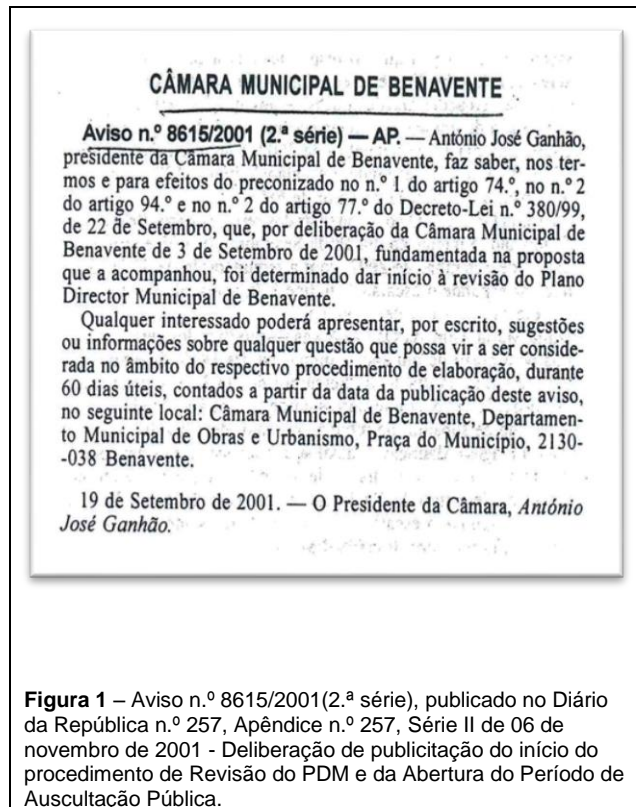 CÂMARA MUNICIPAL DE BENAVENTE
Aviso n.º 8615/2001 (2.ª série) — AP. — António José Ganhão,
presidente da Câmara Municipal de Benavente, faz saber, nos ter-
mos e para efeitos do preconizado no n.º 1 do artigo 74.º, no n.º 2
do artigo 94.º e no n.º 2 do artigo 77.º do Decreto-Lei n.º 380/99,
de 22 de Setembro, que, por deliberação da Câmara Municipal de
Benavente de 3 de Setembro de 2001, fundamentada na proposta
que a acompanhou, foi determinado dar início à revisão do Plano
Director Municipal de Benavente.
Qualquer interessado poderá apresentar, por escrito, sugestões
ou informações sobre qualquer questão que possa vir a ser conside-
rada no âmbito do respectivo procedimento de elaboração, durante
60 dias úteis, contados a partir da data da publicação deste aviso,
no seguinte local: Câmara Municipal de Benavente, Departamen-
to Municipal de Obras e Urbanismo, Praça do Município, 2130-
-038 Benavente.
19 de Setembro de 2001. — O Presidente da Câmara, António
José Ganhão.
Figura 1 – Aviso n.º 8615/2001(2.ª série), publicado no Diário
da República n.º 257, Apêndice n.º 257, Série II de 06 de
novembro de 2001 - Deliberação de publicitação do início do
procedimento de Revisão do PDM e da Abertura do Período de
Auscultação Pública.